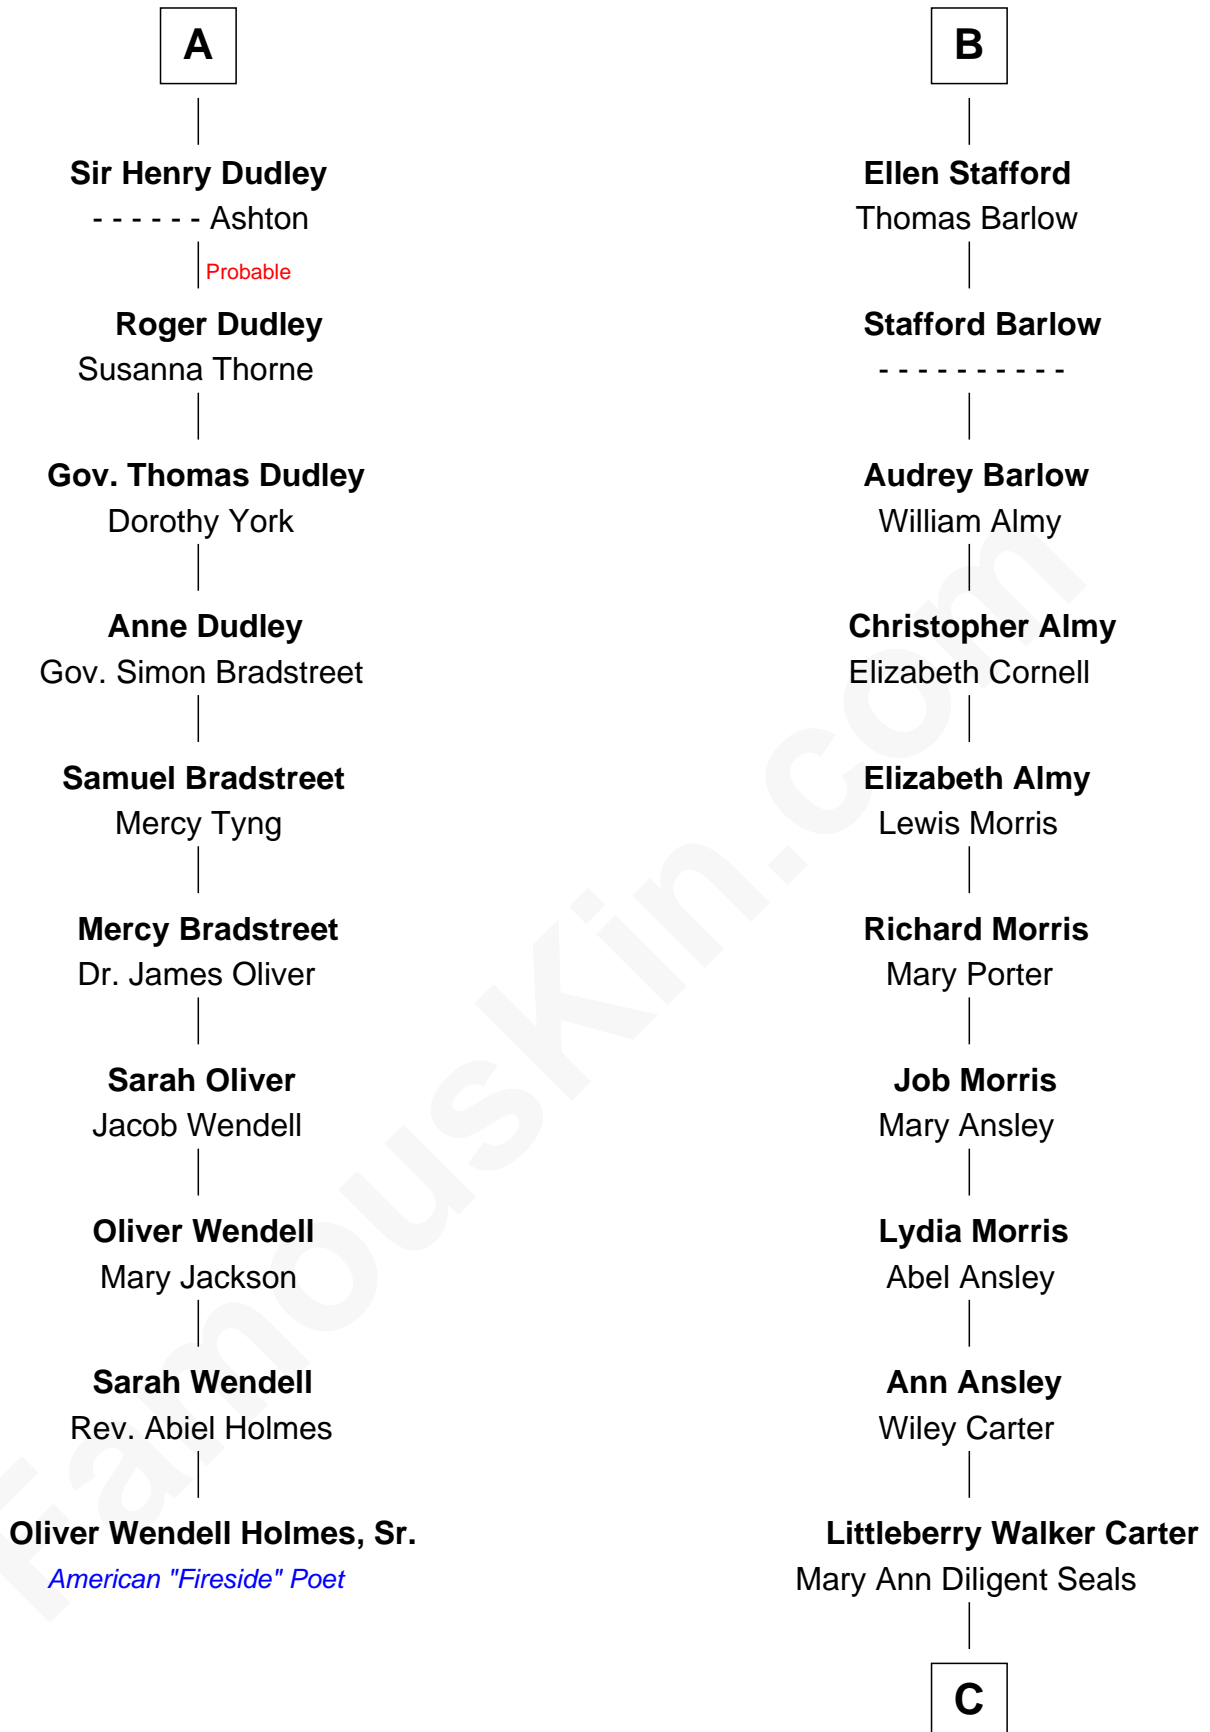 A
Sir Henry Dudley
- - - - - - Ashton
Probable
Roger Dudley
Susanna Thorne
Gov. Thomas Dudley
Dorothy York
Anne Dudley
Gov. Simon Bradstreet
Samuel Bradstreet
Mercy Tyng
Mercy Bradstreet
Dr. James Oliver
Sarah Oliver
Jacob Wendell
Oliver Wendell
Mary Jackson
Sarah Wendell
Rev. Abiel Holmes
Oliver Wendell Holmes, Sr.
American "Fireside" Poet
B
Ellen Stafford
Thomas Barlow
Stafford Barlow
- - - - - - - - - -
Audrey Barlow
William Almy
Christopher Almy
Elizabeth Cornell
Elizabeth Almy
Lewis Morris
Richard Morris
Mary Porter
Job Morris
Mary Ansley
Lydia Morris
Abel Ansley
Ann Ansley
Wiley Carter
Littleberry Walker Carter
Mary Ann Diligent Seals
C
FamousKin.com